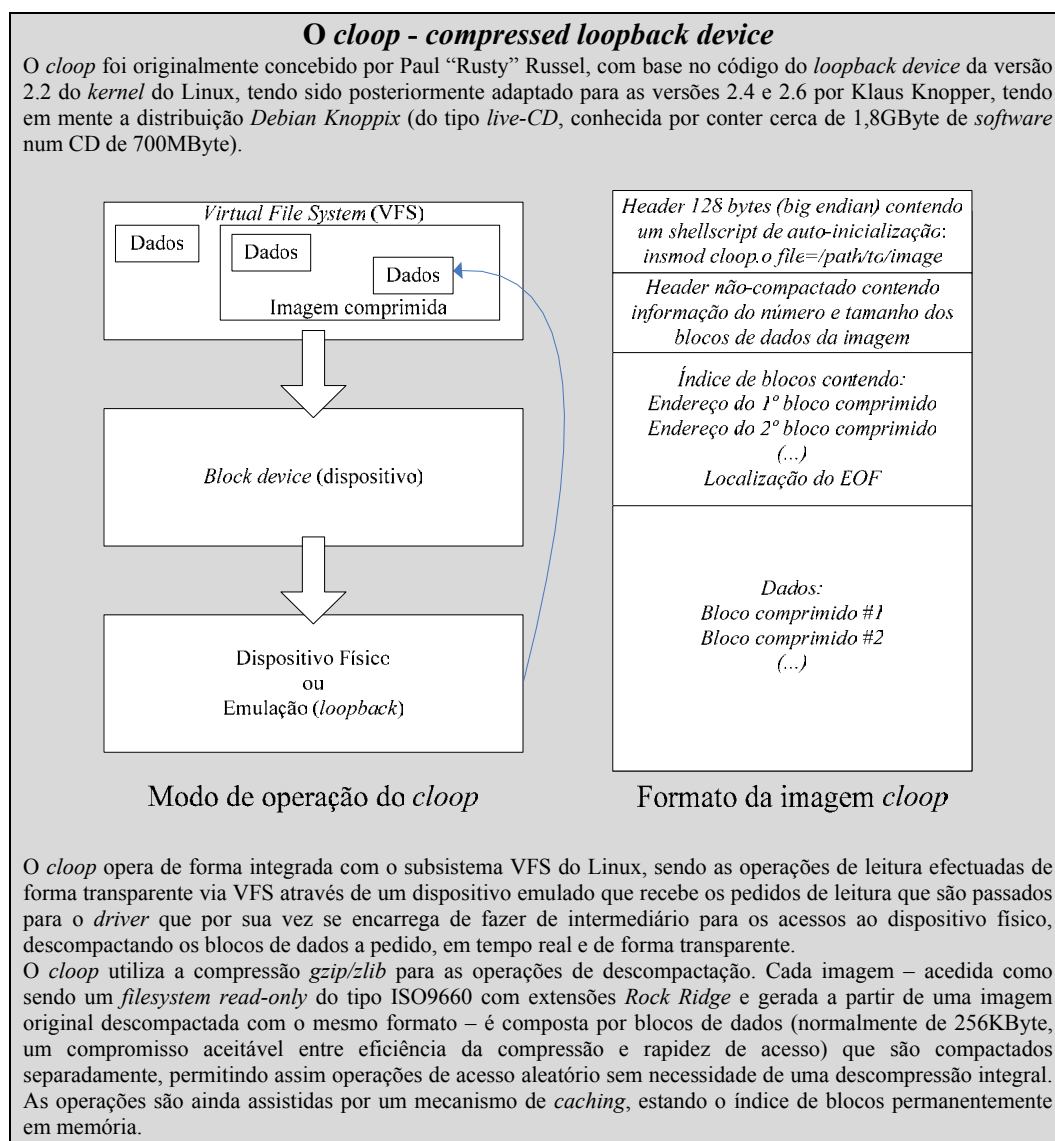 O cloop - compressed loopback device
O cloop foi originalmente concebido por Paul “Rusty” Russel, com base no código do loopback device da versão
2.2 do kernel do Linux, tendo sido posteriormente adaptado para as versões 2.4 e 2.6 por Klaus Knopper, tendo
em mente a distribuição Debian Knoppix (do tipo live-CD, conhecida por conter cerca de 1,8GByte de software
num CD de 700MByte).
Virtual File System (VFS)
Dados
Dados
Dados
Imagem comprimida
Block device (dispositivo)
Dispositivo Físico
ou
Emulação (loopback)
Modo de operação do cloop
Header 128 bytes (big endian) contendo
um shellscript de auto-inicialização:
insmod cloop.o file=/path/to/image
Header não-compactado contendo
informação do número e tamanho dos
blocos de dados da imagem
Índice de blocos contendo:
Endereço do 1º bloco comprimido
Endereço do 2º bloco comprimido
(...)
Localização do EOF
Dados:
Bloco comprimido #1
Bloco comprimido #2
(...)
Formato da imagem cloop
O cloop opera de forma integrada com o subsistema VFS do Linux, sendo as operações de leitura efectuadas de
forma transparente via VFS através de um dispositivo emulado que recebe os pedidos de leitura que são passados
para o driver que por sua vez se encarrega de fazer de intermediário para os acessos ao dispositivo físico,
descompactando os blocos de dados a pedido, em tempo real e de forma transparente.
O cloop utiliza a compressão gzip/zlib para as operações de descompactação. Cada imagem – acedida como
sendo um filesystem read-only do tipo ISO9660 com extensões Rock Ridge e gerada a partir de uma imagem
original descompactada com o mesmo formato – é composta por blocos de dados (normalmente de 256KByte,
um compromisso aceitável entre eficiência da compressão e rapidez de acesso) que são compactados
separadamente, permitindo assim operações de acesso aleatório sem necessidade de uma descompressão integral.
As operações são ainda assistidas por um mecanismo de caching, estando o índice de blocos permanentemente
em memória.